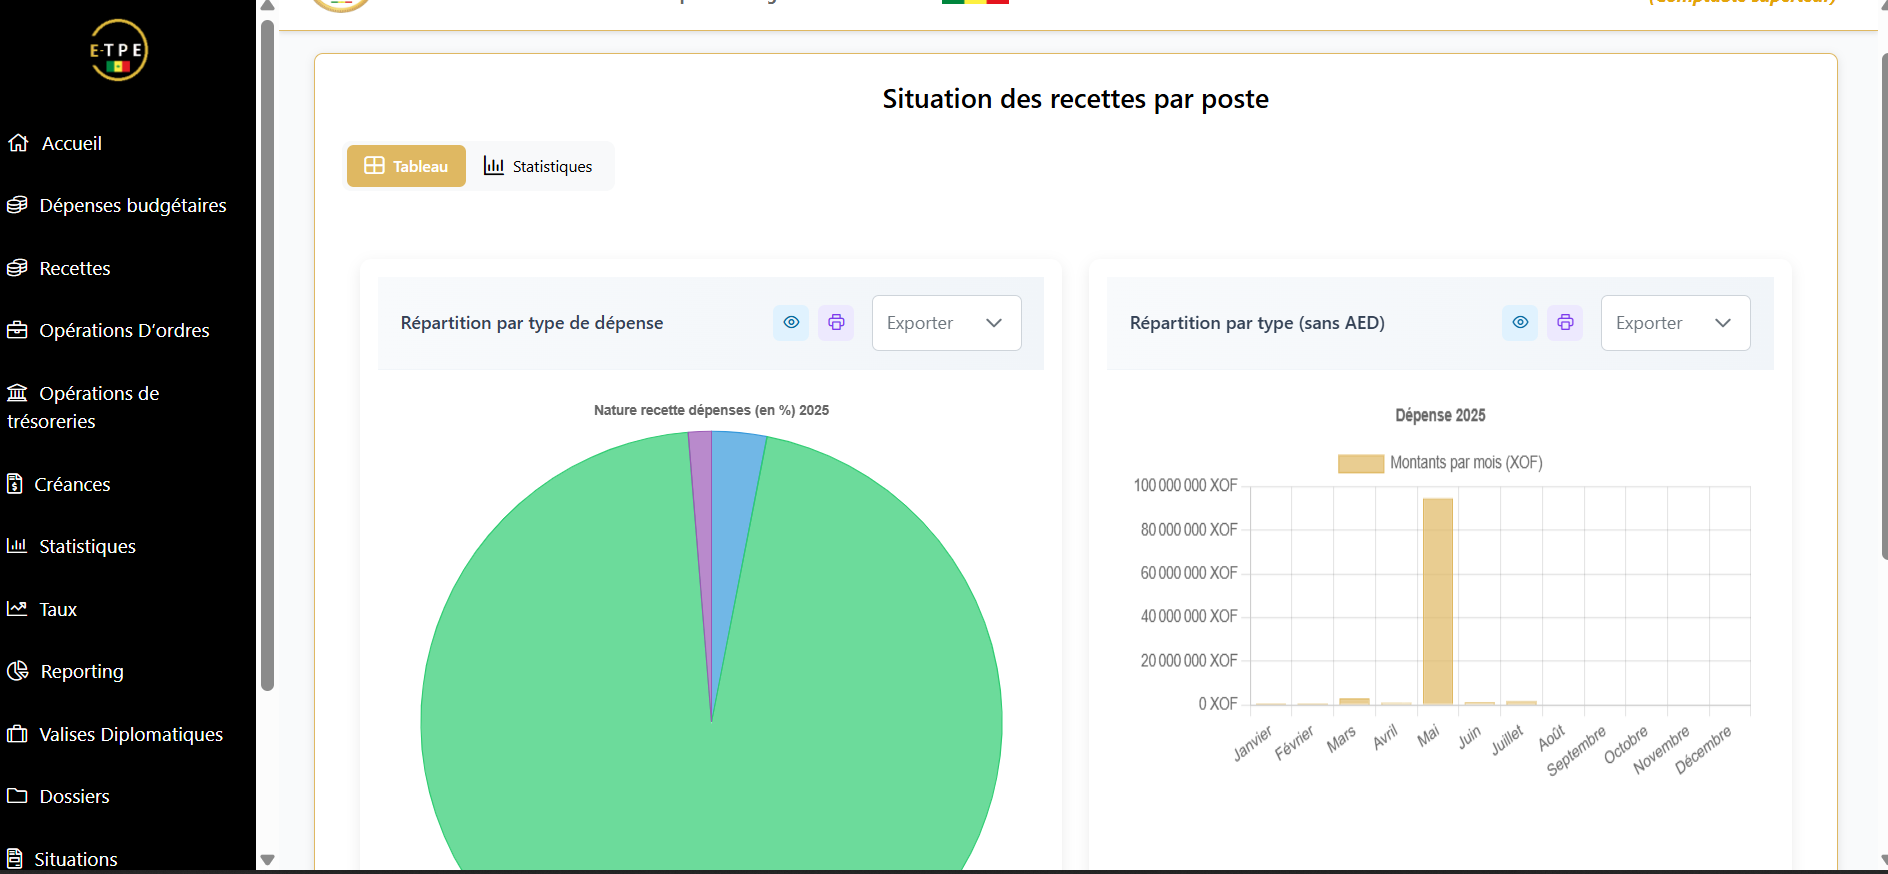 (Comptable supérieur)
E-TPE
Accueil
Dépenses budgétaires
Recettes
Opérations D'ordres
Opérations de
trésoreries
Créances
Statistiques
Taux
Reporting
Valises Diplomatiques
Dossiers
Situations
Situation des recettes par poste
Tableau
Statistiques
Répartition par type de dépense
Exporter
Nature recette dépenses (en %) 2025
Répartition par type (sans AED)
Exporter
Dépense 2025
Montants par mois (XOF)
100 000 000 XOF
80 000 000 XOF
60 000 000 XOF
40 000 000 XOF
20 000 000 XOF
0 XOF
Janvier
Février
Mars
Avril
Mai
Juin
Juillet
Août
Septembre
Octobre
Novembre
Décembre